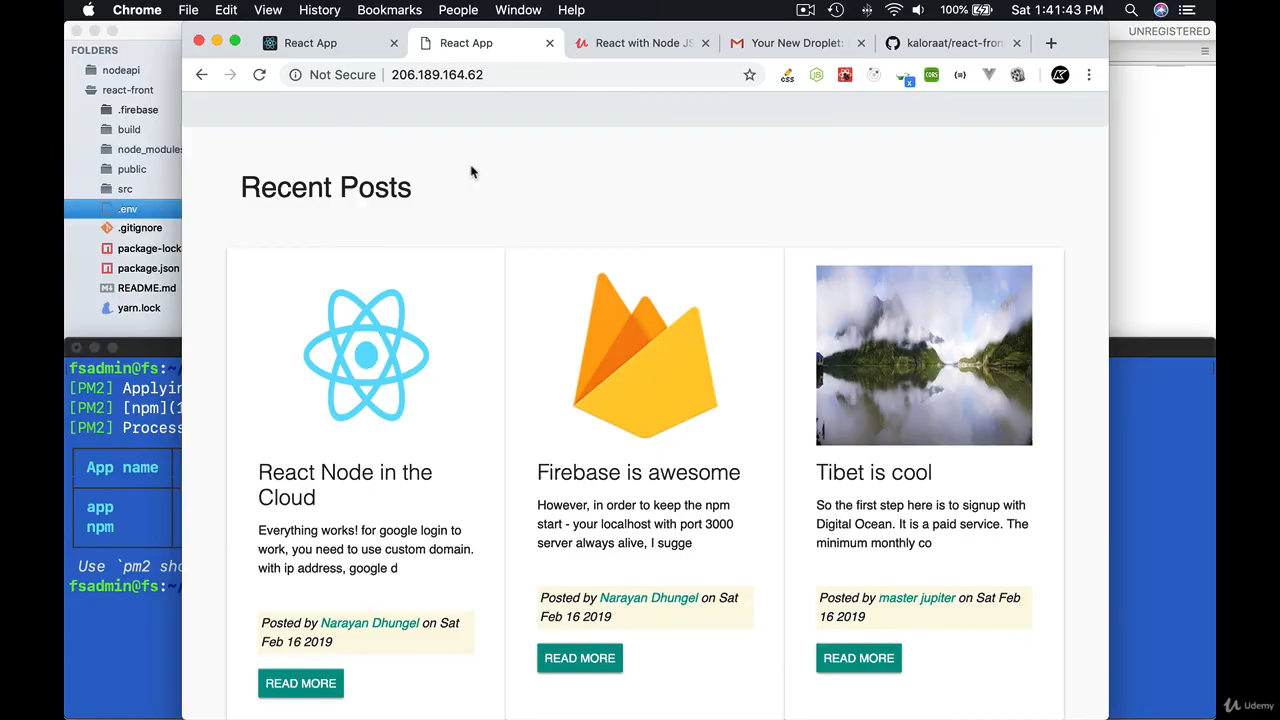 Chrome File Edit View History Bookmarks People Window Help 100% Sat 1:41:43 PM
UNREGISTERED
FOLDERS
nodeapi
react-front
.firebase
build
node_modules
public
src
.env
.gitignore
package-lock
package.json
README.md
yarn.lock
React App
React App
React with Node JS
Your New Droplet:
kaloraat/react-fron
Not Secure 206.189.164.62
Recent Posts
React Node in the
Cloud
Everything works! for google login to
work, you need to use custom domain.
with ip address, google d
Posted by Narayan Dhungel on Sat
Feb 16 2019
READ MORE
Firebase is awesome
However, in order to keep the npm
start - your localhost with port 3000
server always alive, I sugge
Posted by Narayan Dhungel on Sat
Feb 16 2019
READ MORE
Tibet is cool
So the first step here is to signup with
Digital Ocean. It is a paid service. The
minimum monthly co
Posted by master jupiter on Sat Feb
16 2019
READ MORE
fsadmin@fs:~/
[PM2] Applyin
[PM2] [npm](1
[PM2] Process
App name
app
npm
Use `pm2 sho
fsadmin@fs:~/
Udemy